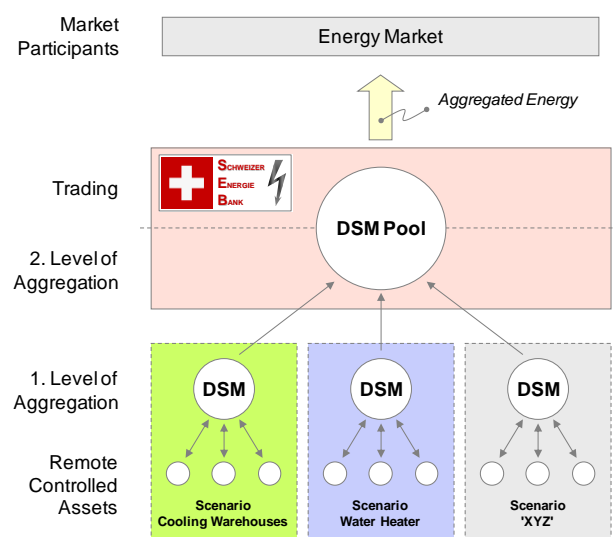 Market
Participants
Energy Market
Aggregated Energy
Trading
SCHWEIZER
ENERGIE
BANK
DSM Pool
2. Level of
Aggregation
1. Level of
Aggregation
DSM
DSM
DSM
Remote
Controlled
Assets
Scenario
Cooling Warehouses
Scenario
Water Heater
Scenario
'XYZ'